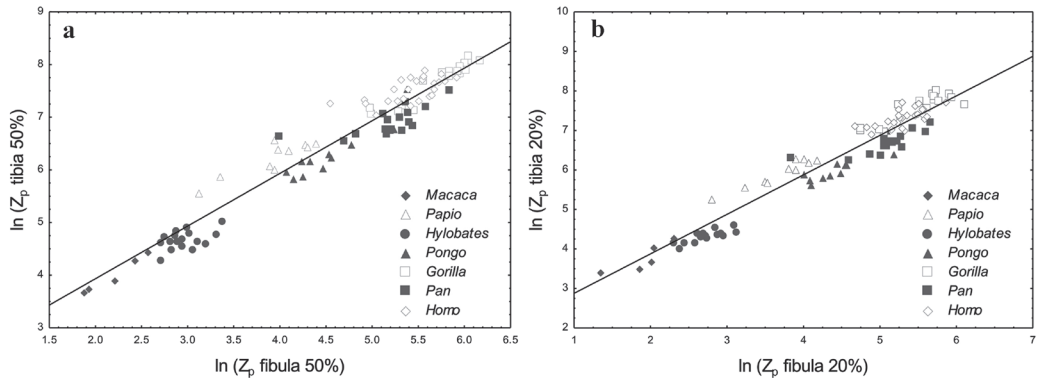 a
ln (Zp tibia 50%)
9
8
7
6
5
4
3
1.5 2.0 2.5 3.0 3.5 4.0 4.5 5.0 5.5 6.0 6.5
ln (Zp fibula 50%)
Macaca
Papio
Hylobates
Pongo
Gorilla
Pan
Homo
b
ln (Zp tibia 20%)
10
9
8
7
6
5
4
3
2
1 2 3 4 5 6 7
ln (Zp fibula 20%)
Macaca
Papio
Hylobates
Pongo
Gorilla
Pan
Homo